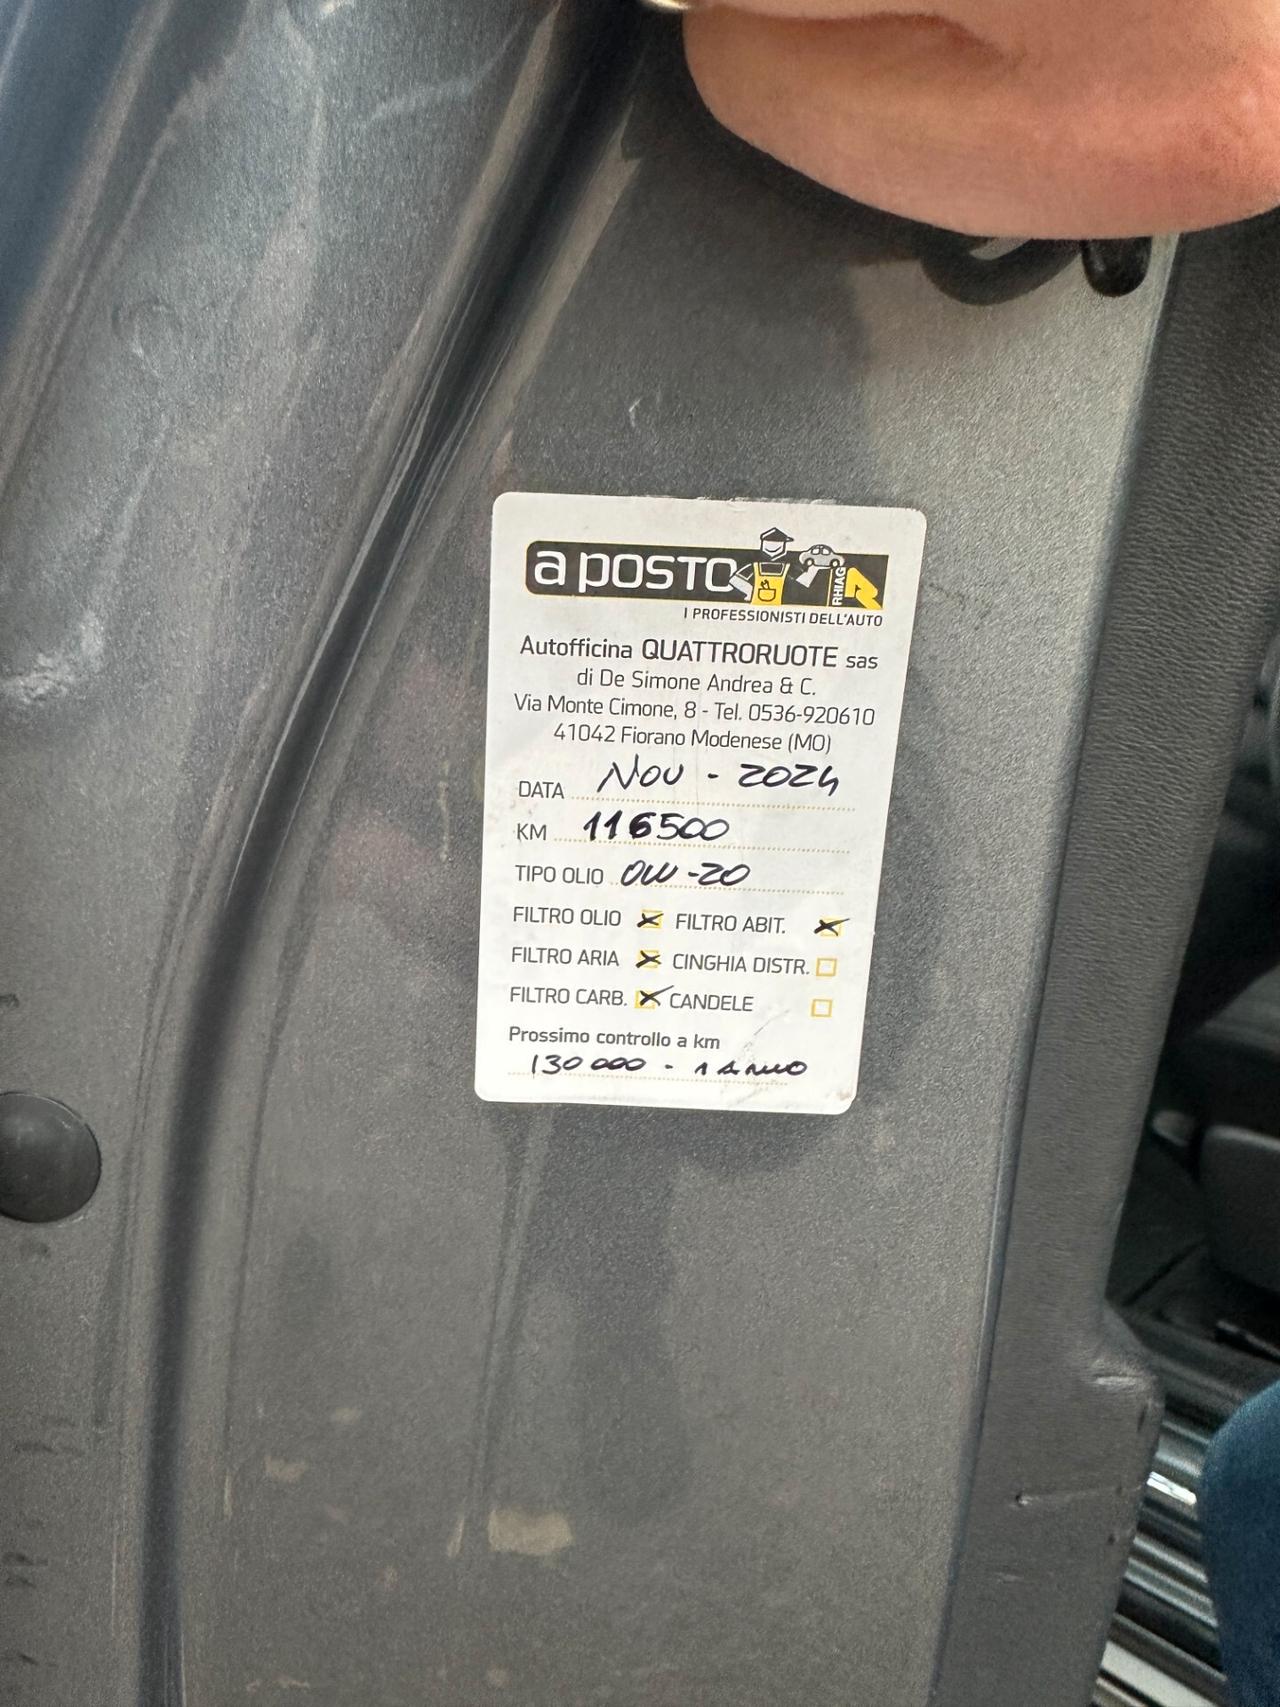 a posto
RHIAG
I PROFESSIONISTI DELL'AUTO
Autofficina QUATTRORUOTE sas
di De Simone Andrea & C.
Via Monte Cimone, 8 - Tel. 0536-920610
41042 Fiorano Modenese (MO)
DATA Nov - 2024
KM 116500
TIPO OLIO 0W-20
FILTRO OLIO FILTRO ABIT.
FILTRO ARIA CINGHIA DISTR.
FILTRO CARB. CANDELE
Prossimo controllo a km
130000 - 1 Anno